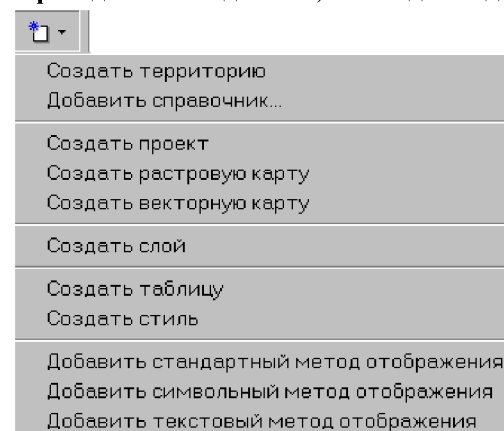 Создать территорию
Добавить справочник...
Создать проект
Создать растровую карту
Создать векторную карту
Создать слой
Создать таблицу
Создать стиль
Добавить стандартный метод отображения
Добавить символьный метод отображения
Добавить текстовый метод отображения